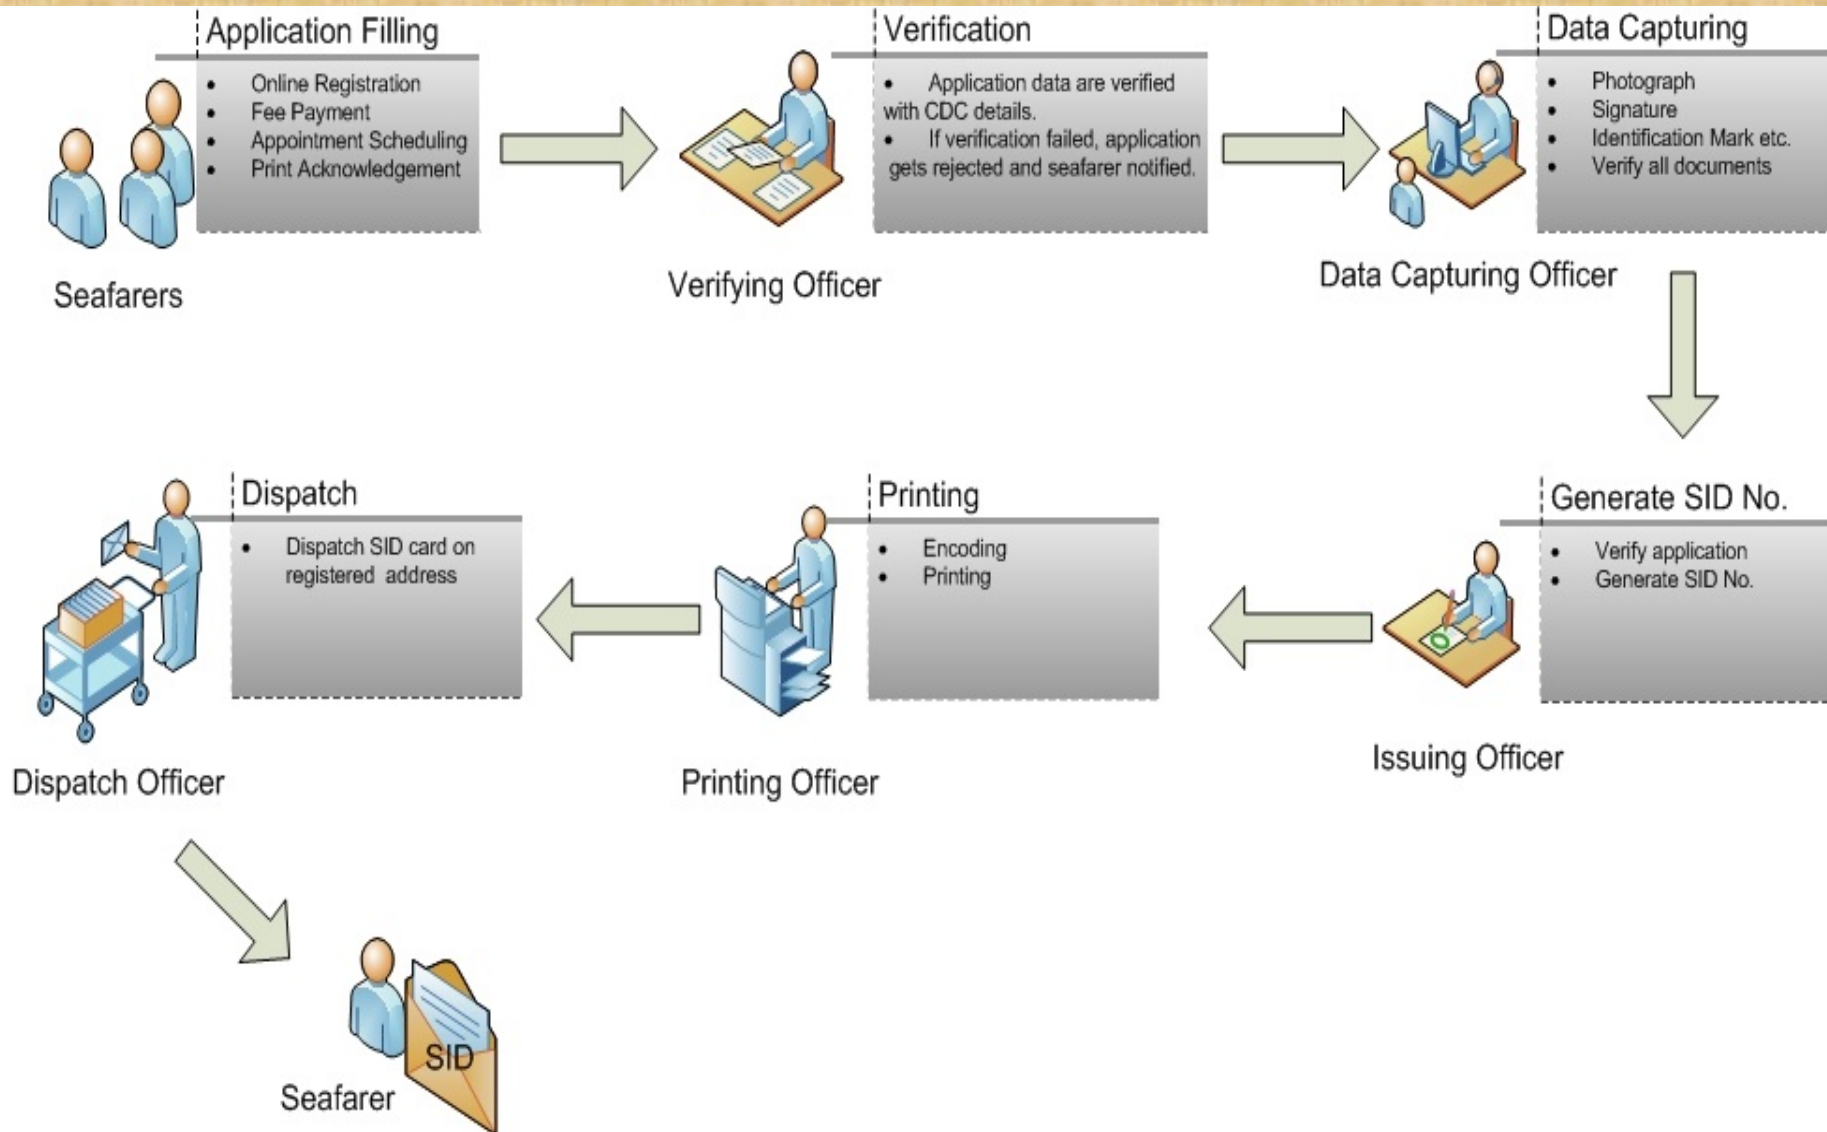 Application Filling
• Online Registration
• Fee Payment
• Appointment Scheduling
• Print Acknowledgement
Seafarers
Verification
• Application data are verified
with CDC details.
• If verification failed, application
gets rejected and seafarer notified.
Verifying Officer
Data Capturing
• Photograph
• Signature
• Identification Mark etc.
• Verify all documents
Data Capturing Officer
Generate SID No.
• Verify application
• Generate SID No.
Issuing Officer
Printing
• Encoding
• Printing
Printing Officer
Dispatch
• Dispatch SID card on
registered address
Dispatch Officer
SID
Seafarer